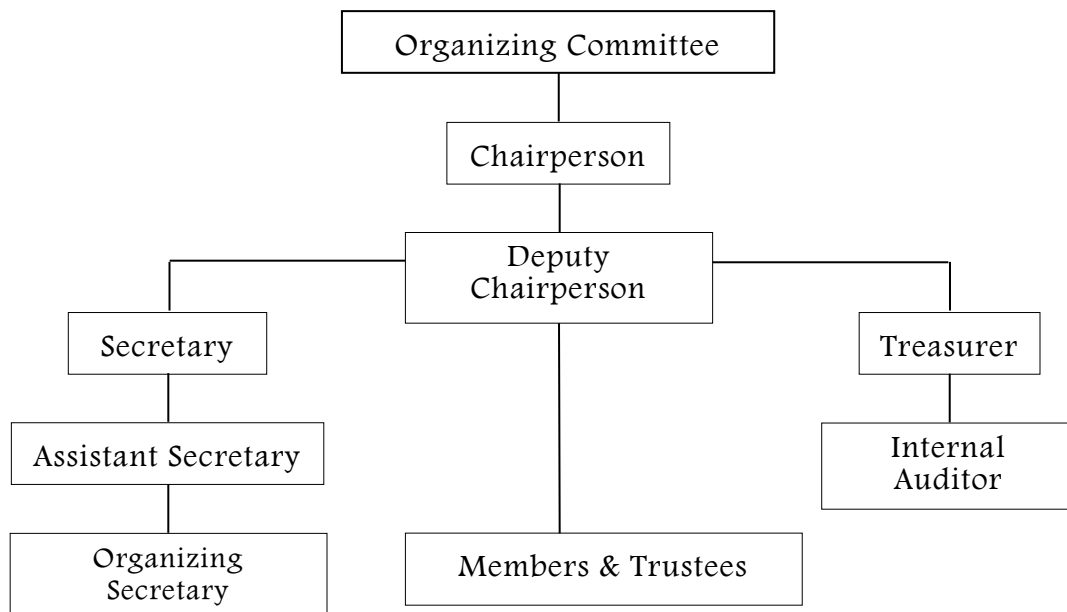 Organizing Committee
Chairperson
Deputy
Chairperson
Secretary
Treasurer
Assistant Secretary
Internal
Auditor
Organizing
Secretary
Members & Trustees